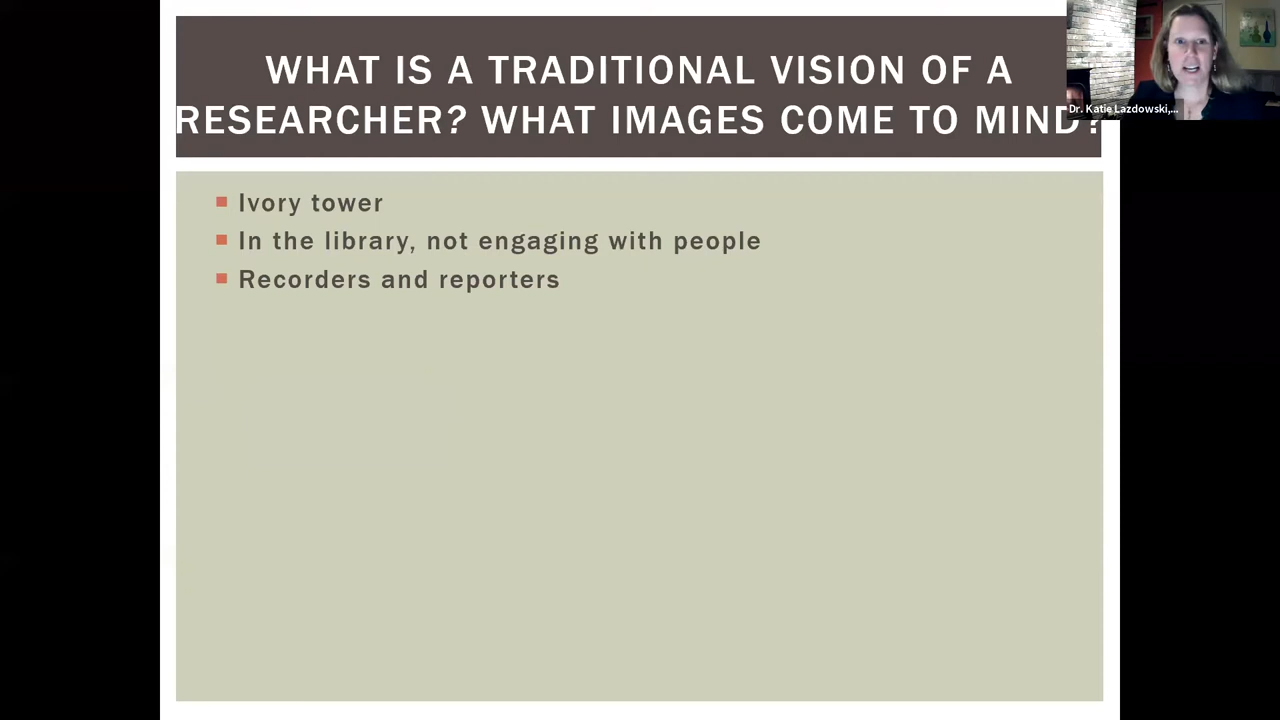 WHAT IS A TRADITIONAL VISION OF A
RESEARCHER? WHAT IMAGES COME TO MIND?
Dr. Katie Lazdowski,...
Ivory tower
In the library, not engaging with people
Recorders and reporters